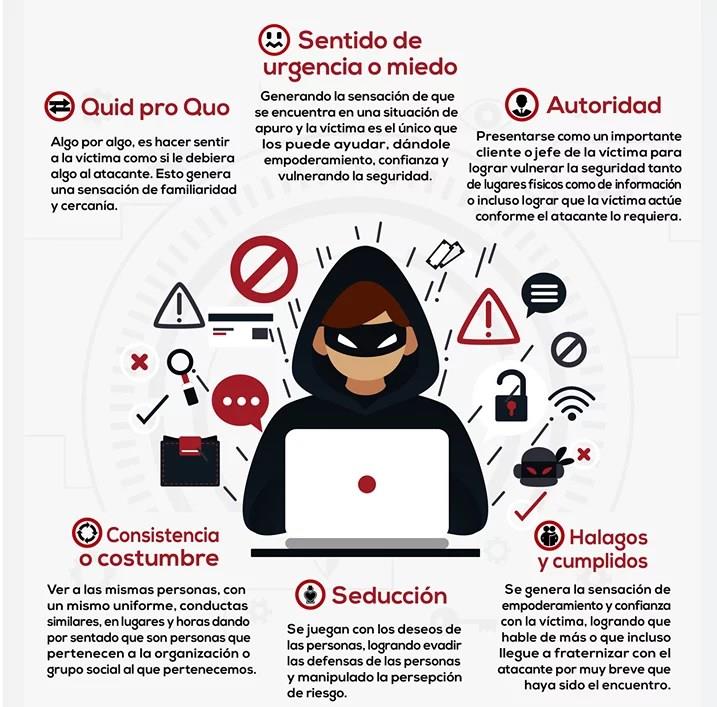 Sentido de
urgencia o miedo
Generando la sensación de que
se encuentra en una situación de
apuro y la víctima es el único que
los puede ayudar, dándole
empoderamiento, confianza y
vulnerando la seguridad.
Quid pro Quo
Algo por algo, es hacer sentir
a la víctima como si le debiera
algo al atacante. Esto genera
una sensación de familiaridad
y cercanía.
Autoridad
Presentarse como un importante
cliente o jefe de la víctima para
lograr vulnerar la seguridad tanto
de lugares físicos como de información
o incluso lograr que la víctima actúe
conforme el atacante lo requiera.
Consistencia
o costumbre
Ver a las mismas personas, con
un mismo uniforme, conductas
similares, en lugares y horas dando
por sentado que son personas que
pertenecen a la organización o
grupo social al que pertenecemos.
Seducción
Se juegan con los deseos de
las personas, logrando evadir
las defensas de las personas
y manipulado la persepción
de riesgo.
Halagos
y cumplidos
Se genera la sensación de
empoderamiento y confianza
con la víctima, logrando que
hable de más o que incluso
llegue a fraternizar con el
atacante por muy breve que
haya sido el encuentro.